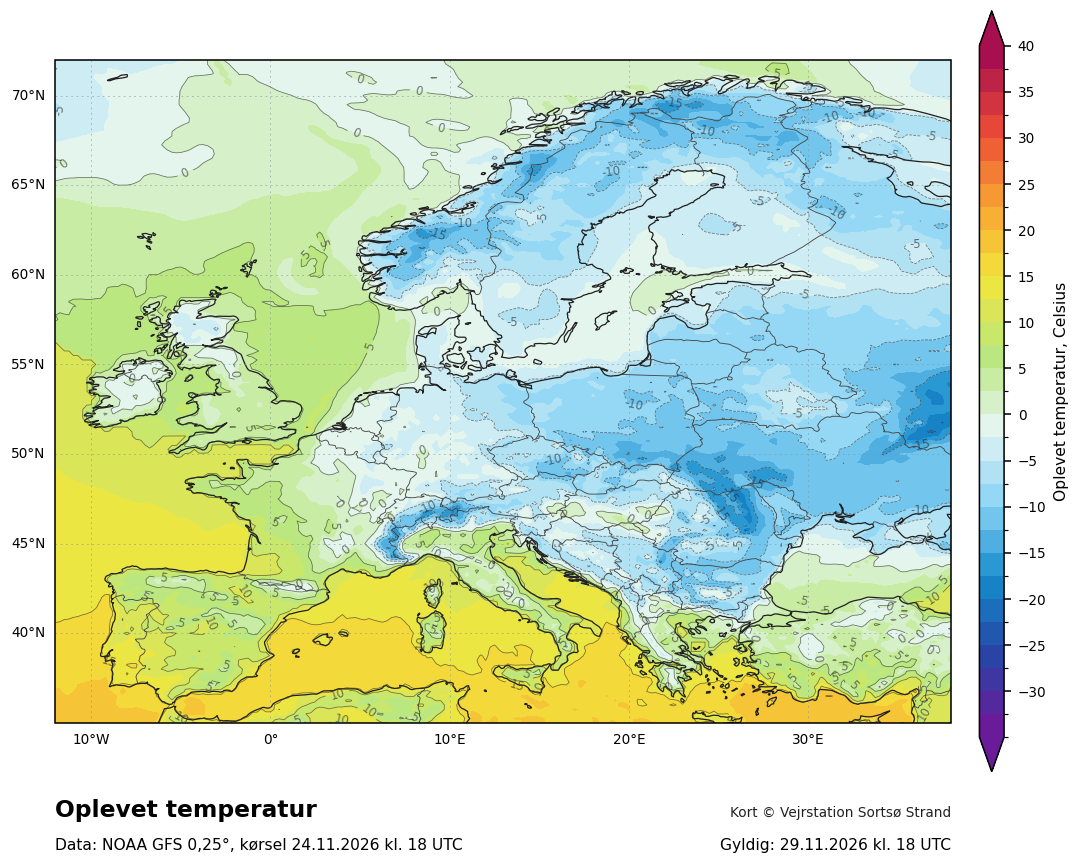 40
35
30
25
20
15
10
5
0
−5
−10
−15
−20
−25
−30
Oplevet temperatur, Celsius
70°N
65°N
60°N
55°N
50°N
45°N
40°N
10°W 0° 10°E 20°E 30°E
Oplevet temperatur
Kort © Vejrstation Sortsø Strand
Data: NOAA GFS 0,25°, kørsel 24.11.2026 kl. 18 UTC
Gyldig: 29.11.2026 kl. 18 UTC